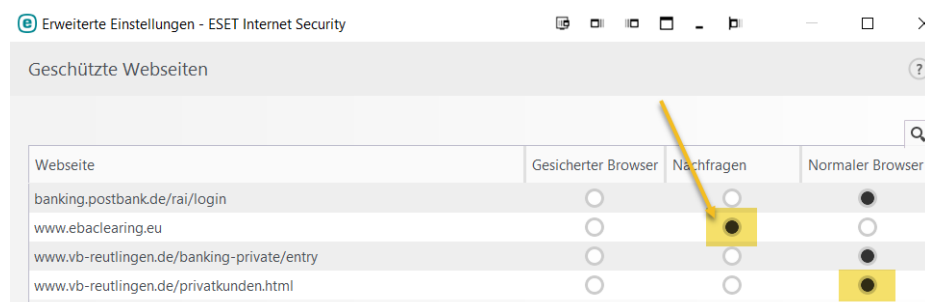 e Erweiterte Einstellungen - ESET Internet Security
Geschützte Webseiten
?
Webseite Gesicherter Browser Nachfragen Normaler Browser
banking.postbank.de/rai/login
www.ebaclearing.eu
www.vb-reutlingen.de/banking-private/entry
www.vb-reutlingen.de/privatkunden.html